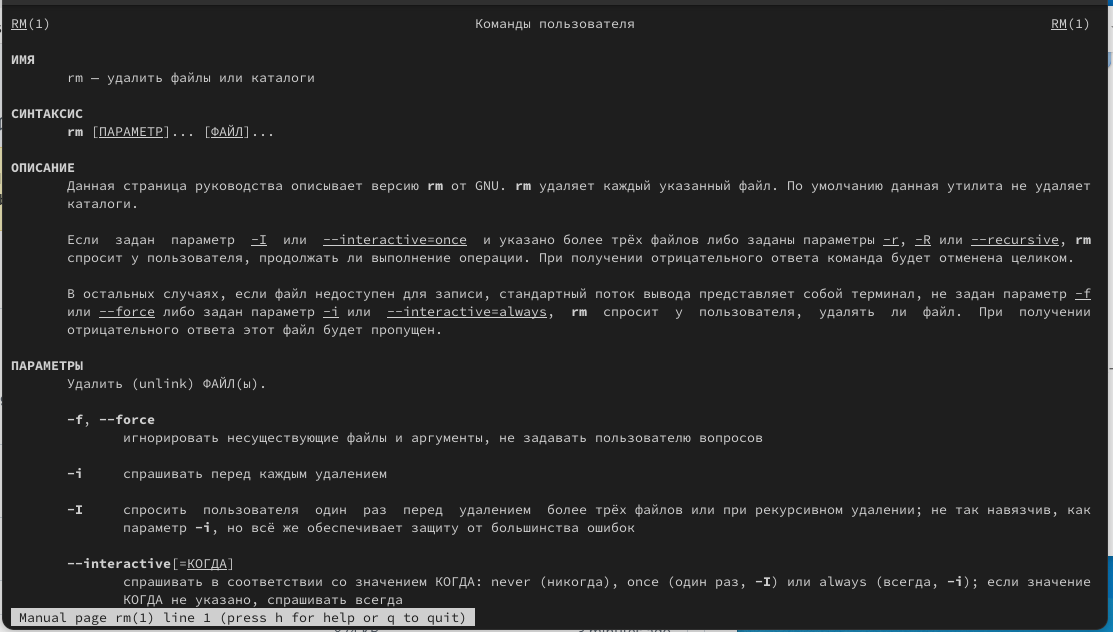 RM(1) Команды пользователя RM(1)
ИМЯ
rm — удалить файлы или каталоги
СИНТАКСИС
rm [ПАРАМЕТР]... [ФАЙЛ]...
ОПИСАНИЕ
Данная страница руководства описывает версию rm от GNU. rm удаляет каждый указанный файл. По умолчанию данная утилита не удаляет
каталоги.
Если задан параметр -I или --interactive=once и указано более трёх файлов либо заданы параметры -r, -R или --recursive, rm
спросит у пользователя, продолжать ли выполнение операции. При получении отрицательного ответа команда будет отменена целиком.
В остальных случаях, если файл недоступен для записи, стандартный поток вывода представляет собой терминал, не задан параметр -f
или --force либо задан параметр -i или --interactive=always, rm спросит у пользователя, удалять ли файл. При получении
отрицательного ответа этот файл будет пропущен.
ПАРАМЕТРЫ
Удалить (unlink) ФАЙЛ(ы).
-f, --force
игнорировать несуществующие файлы и аргументы, не задавать пользователю вопросов
-i спрашивать перед каждым удалением
-I спросить пользователя один раз перед удалением более трёх файлов или при рекурсивном удалении; не так навязчив, как
параметр -i, но всё же обеспечивает защиту от большинства ошибок
--interactive[=КОГДА]
спрашивать в соответствии со значением КОГДА: never (никогда), once (один раз, -I) или always (всегда, -i); если значение
КОГДА не указано, спрашивать всегда
Manual page rm(1) line 1 (press h for help or q to quit)